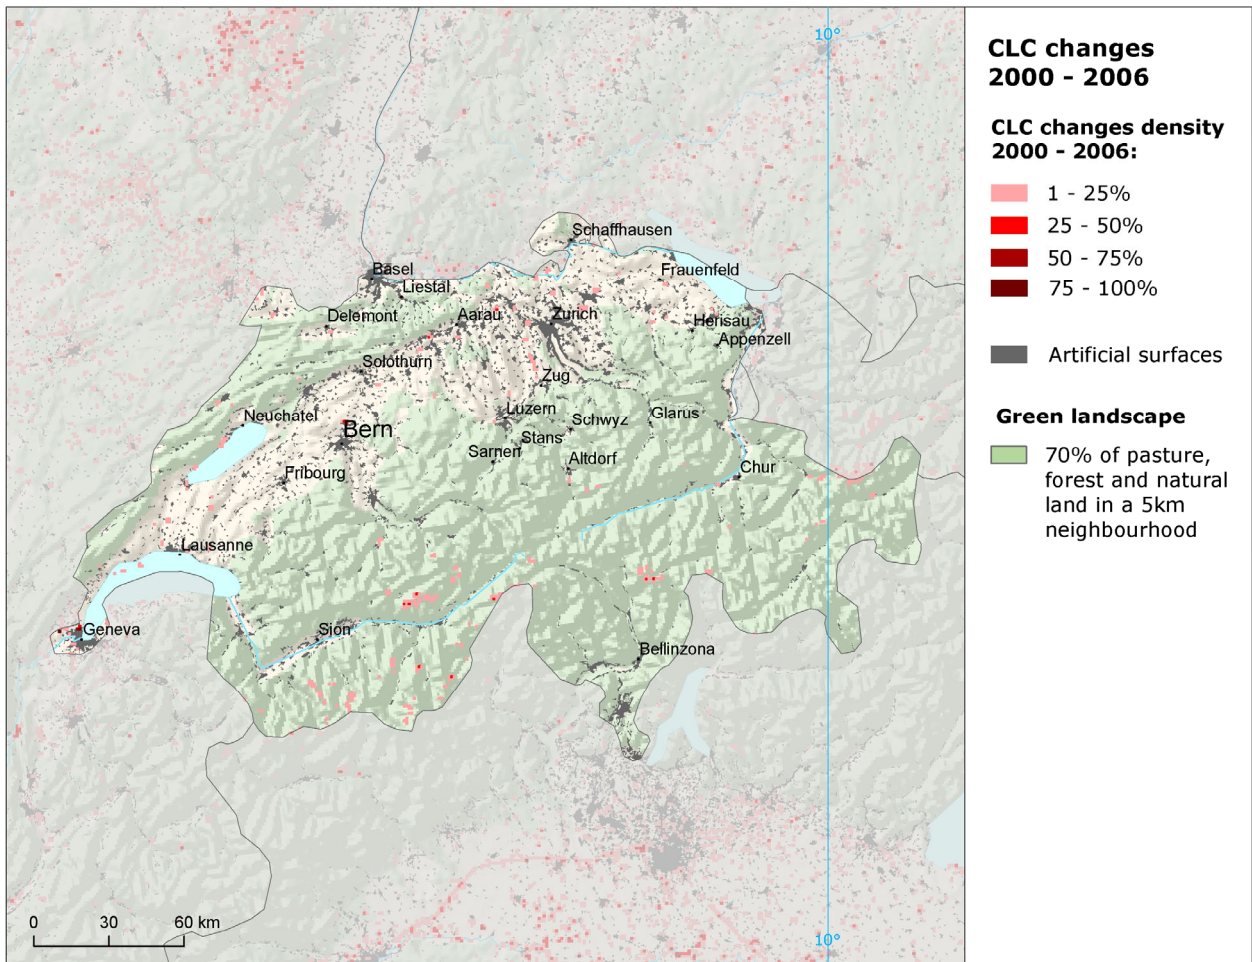 10°
Schaffhausen
Basel
Frauenfeld
Liestal
Delemont
Aarau
Zurich
Herisau
Appenzell
Solothurn
Zug
Neuchatel
Luzern
Schwyz
Glarus
Bern
Stans
Sarnen
Altdorf
Chur
Fribourg
Lausanne
Geneva
Sion
Bellinzona
0 30 60 km
10°
CLC changes
2000 - 2006
CLC changes density
2000 - 2006:
1 - 25%
25 - 50%
50 - 75%
75 - 100%
Artificial surfaces
Green landscape
70% of pasture,
forest and natural
land in a 5km
neighbourhood